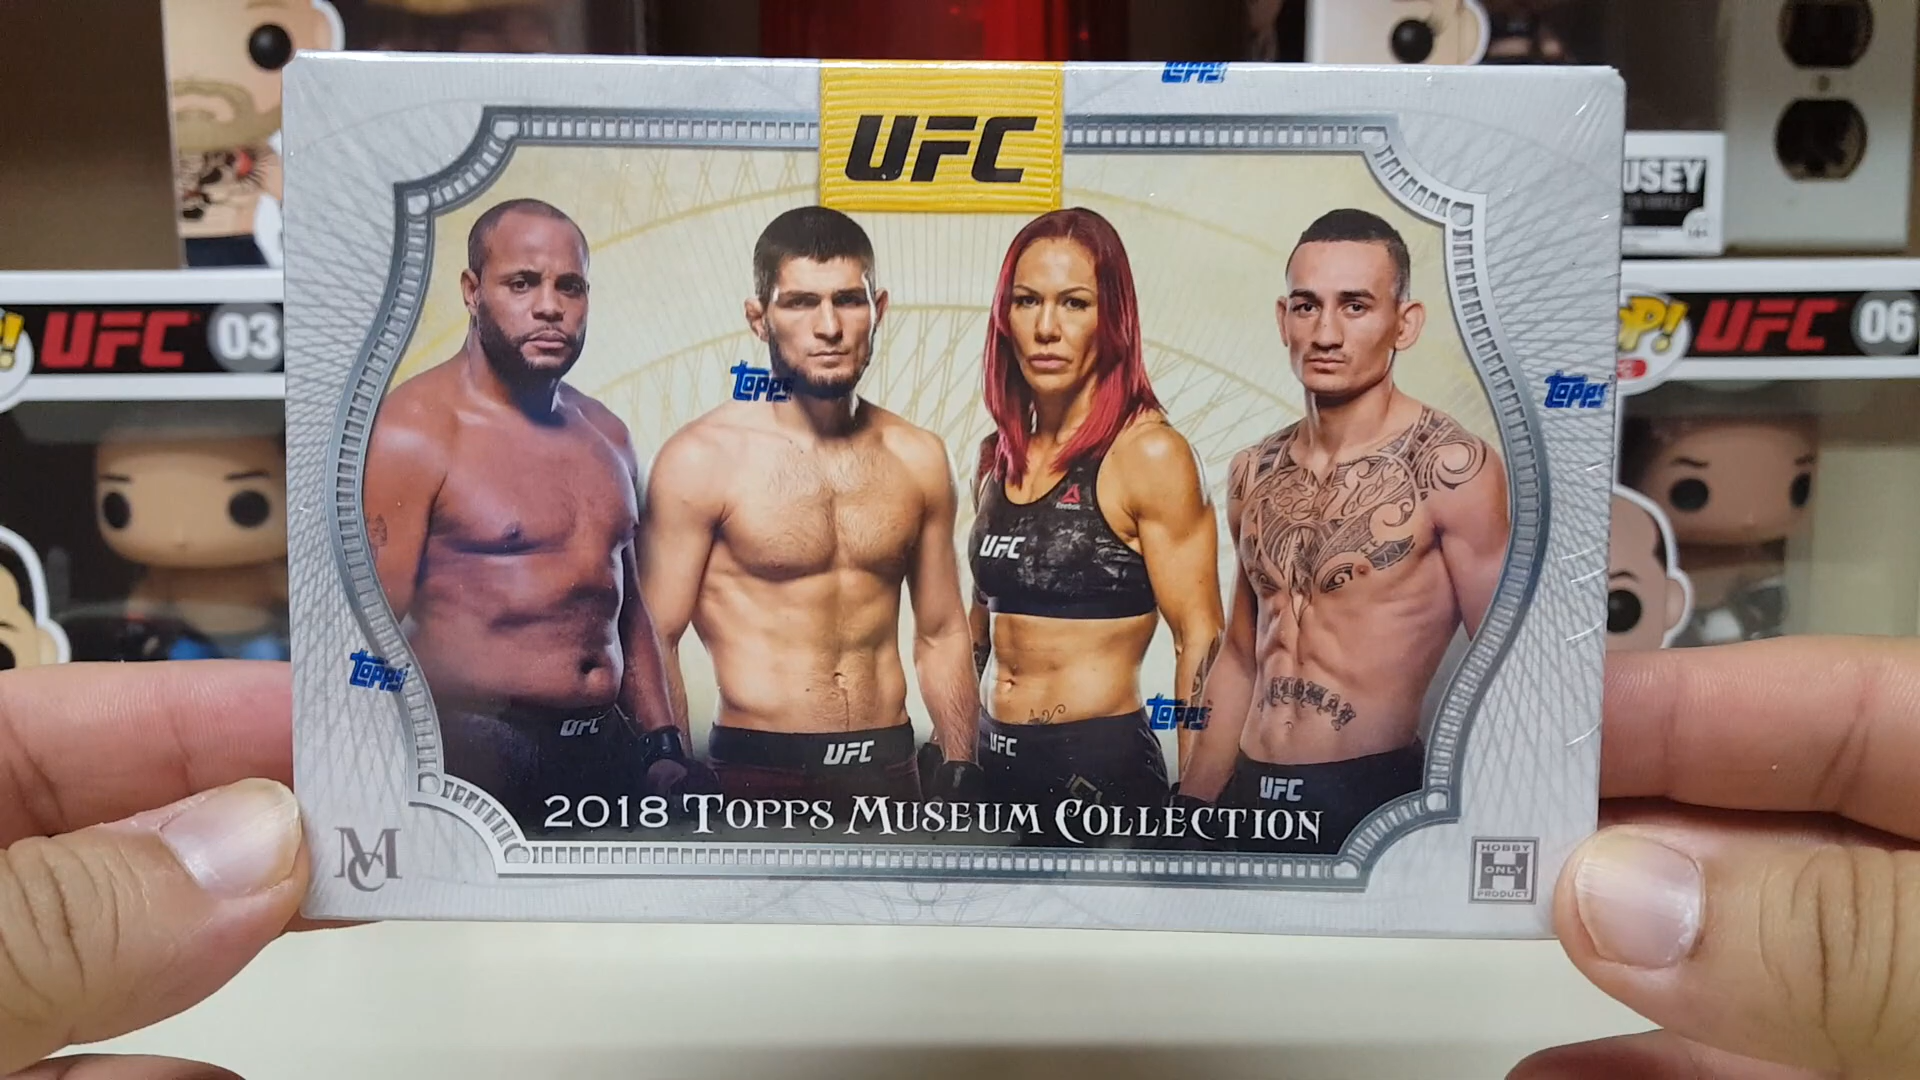 Topps
UFC
USEY
! UFC 03
P! UFC 06
Topps
Topps
Reebok
UFC
Topps
Topps
UFC
UFC
UFC
UFC
2018 Topps Museum Collection
MC
HOBBY
ONLY
PRODUCT